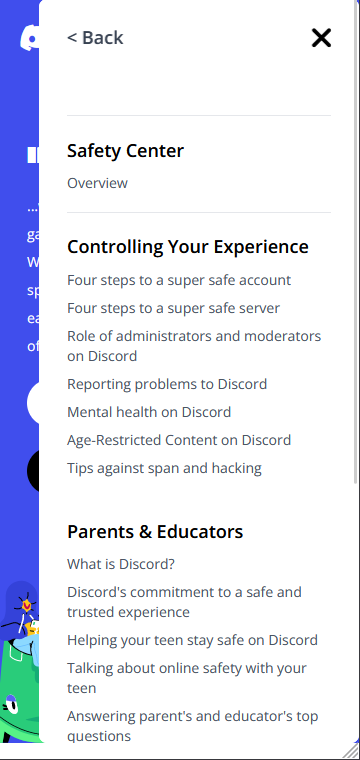 < Back
Safety Center
Overview
Controlling Your Experience
Four steps to a super safe account
Four steps to a super safe server
Role of administrators and moderators
on Discord
Reporting problems to Discord
Mental health on Discord
Age-Restricted Content on Discord
Tips against span and hacking
Parents & Educators
What is Discord?
Discord's commitment to a safe and
trusted experience
Helping your teen stay safe on Discord
Talking about online safety with your
teen
Answering parent's and educator's top
questions